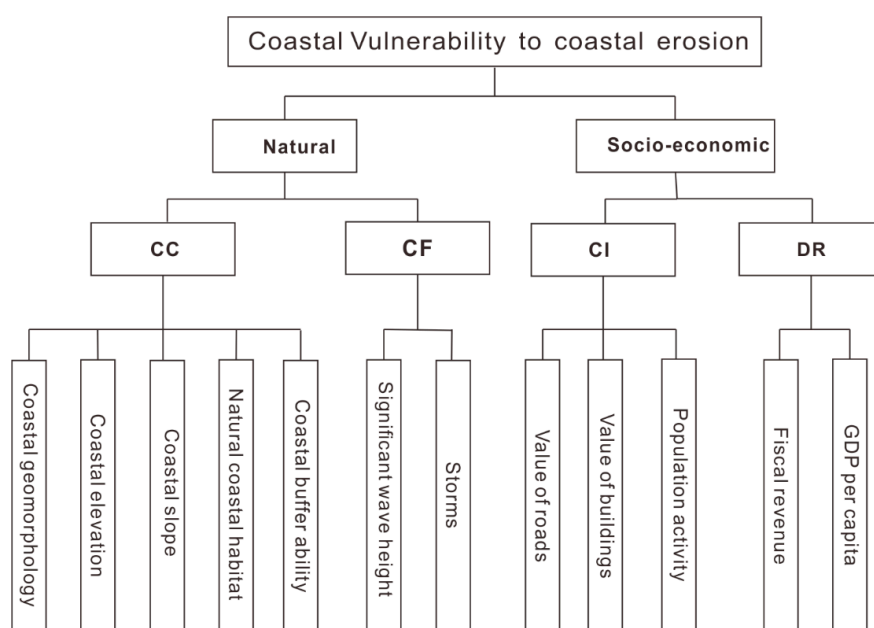 Coastal Vulnerability to coastal erosion
Natural
Socio-economic
CC
CF
CI
DR
Coastal geomorphology
Coastal elevation
Coastal slope
Natural coastal habitat
Coastal buffer ability
Significant wave height
Storms
Value of roads
Value of buildings
Population activity
Fiscal revenue
GDP per capita